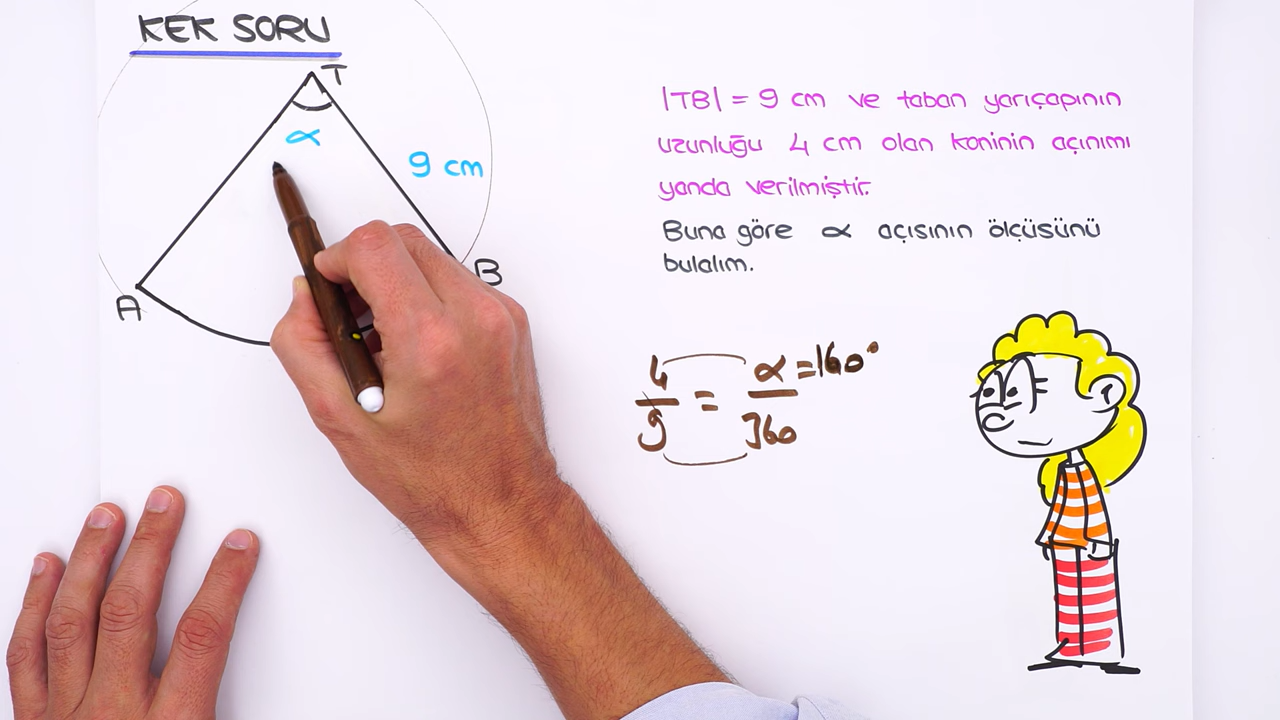 KEK SORU
T
α
9 cm
A
B
|TB| = 9 cm ve taban yarıçapının
uzunluğu 4 cm olan koninin açınımı
yanda verilmiştir.
Buna göre α açısının ölçüsünü
bulalım.
4/9 = α/360 = 160°